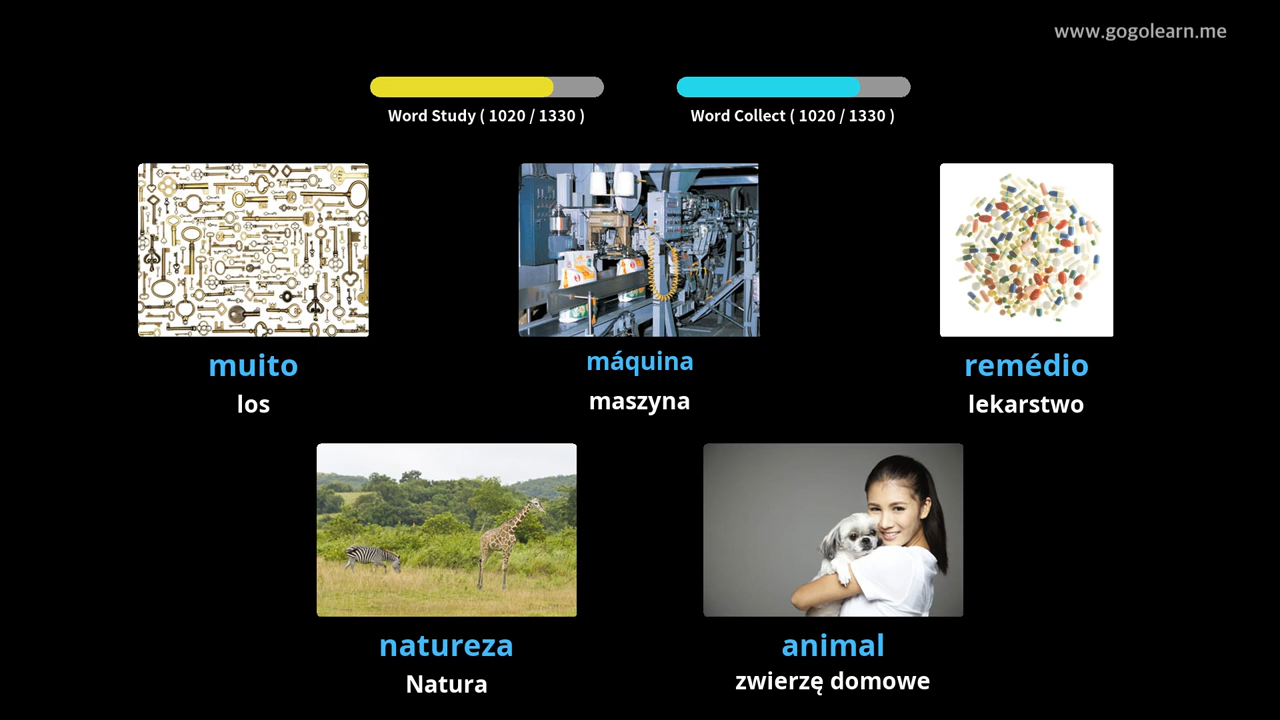 www.gogolearn.me
Word Study ( 1020 / 1330 )
Word Collect ( 1020 / 1330 )
muito
los
máquina
maszyna
remédio
lekarstwo
natureza
Natura
animal
zwierzę domowe